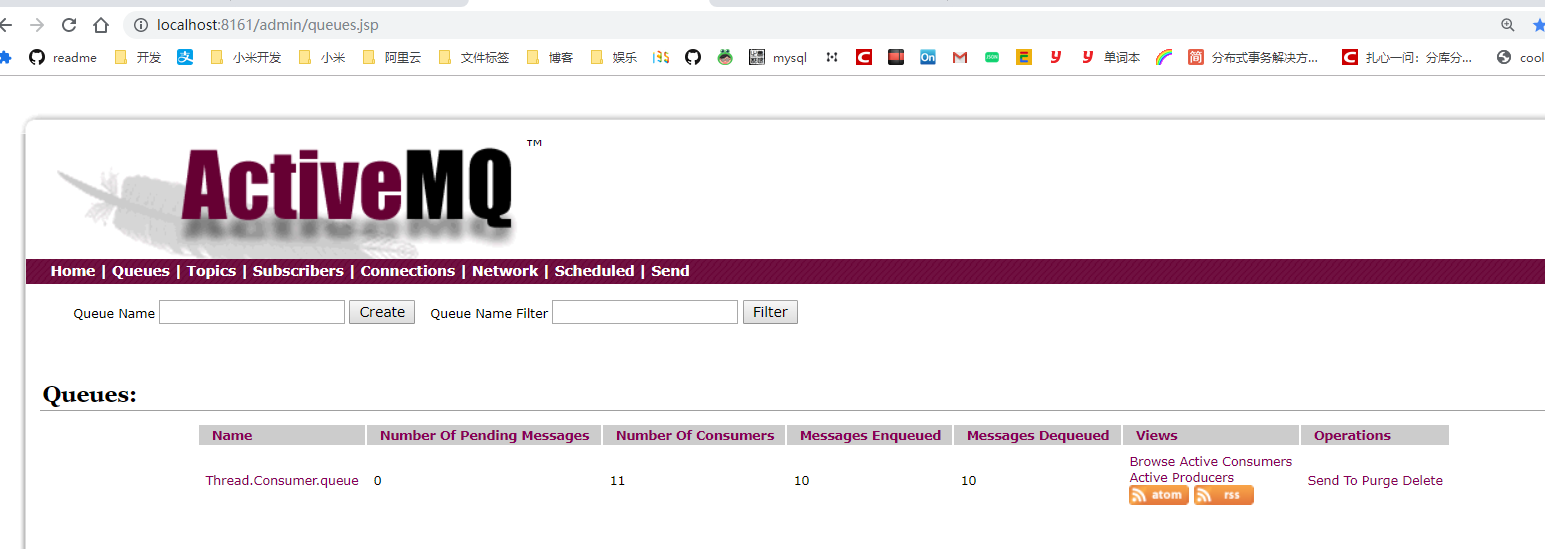 localhost:8161/admin/queues.jsp
readme 开发 小米开发 小米 阿里云 文件标签 博客 娱乐 mysql On 单词本 简 分布式事务解决方... 扎心一问：分库分... cool
ActiveMQ™
Home | Queues | Topics | Subscribers | Connections | Network | Scheduled | Send
Queue Name Create Queue Name Filter Filter
Queues:
Name Number Of Pending Messages Number Of Consumers Messages Enqueued Messages Dequeued Views Operations
Thread.Consumer.queue 0 11 10 10 Browse Active Consumers
Active Producers
atom rss
Send To Purge Delete